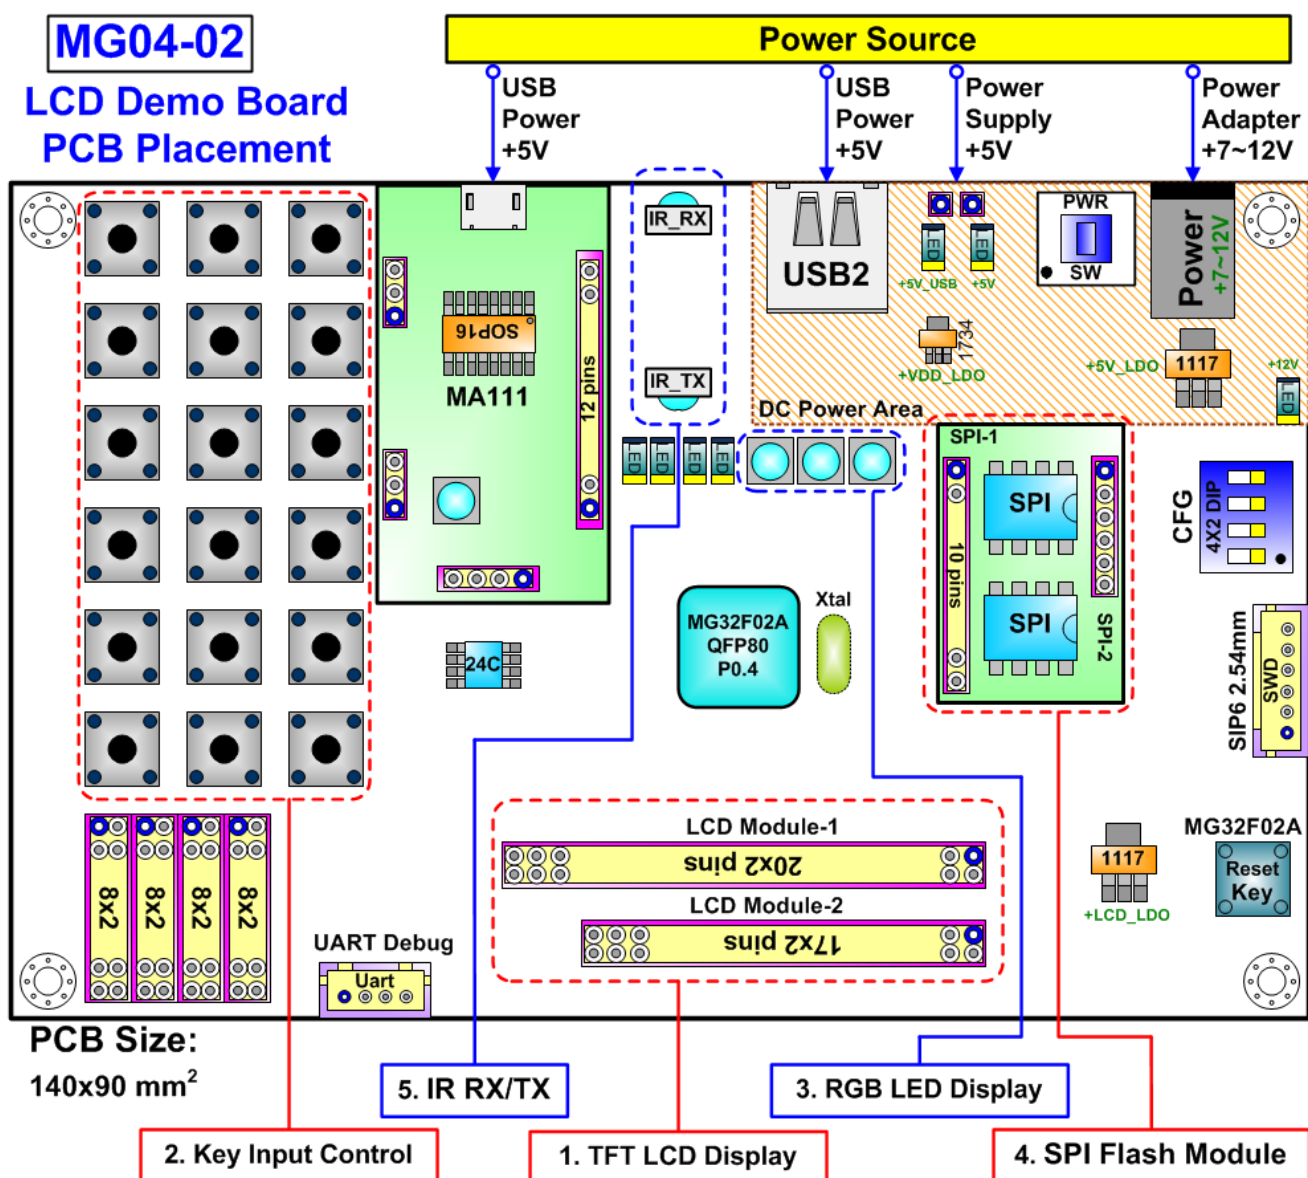 MG04-02
LCD Demo Board
PCB Placement
Power Source
USB
Power
+5V
USB
Power
+5V
Power
Supply
+5V
Power
Adapter
+7~12V
IR_RX
IR_TX
USB2
LED
+5V_USB
LED
+5V
PWR
SW
Power
+7~12V
1734
+VDD_LDO
+5V_LDO
1117
+12V
LED
DC Power Area
SOP16
MA111
12 pins
LED
LED
LED
LED
SPI-1
SPI
SPI
10 pins
SPI-2
CFG
4X2 DIP
MG32F02A
QFP80
P0.4
Xtal
24C
SIP6 2.54mm
SWD
LCD Module-1
20x2 pins
LCD Module-2
17x2 pins
1117
+LCD_LDO
MG32F02A
Reset
Key
8x2
8x2
8x2
8x2
UART Debug
Uart
PCB Size:
140x90 mm²
5. IR RX/TX
3. RGB LED Display
2. Key Input Control
1. TFT LCD Display
4. SPI Flash Module